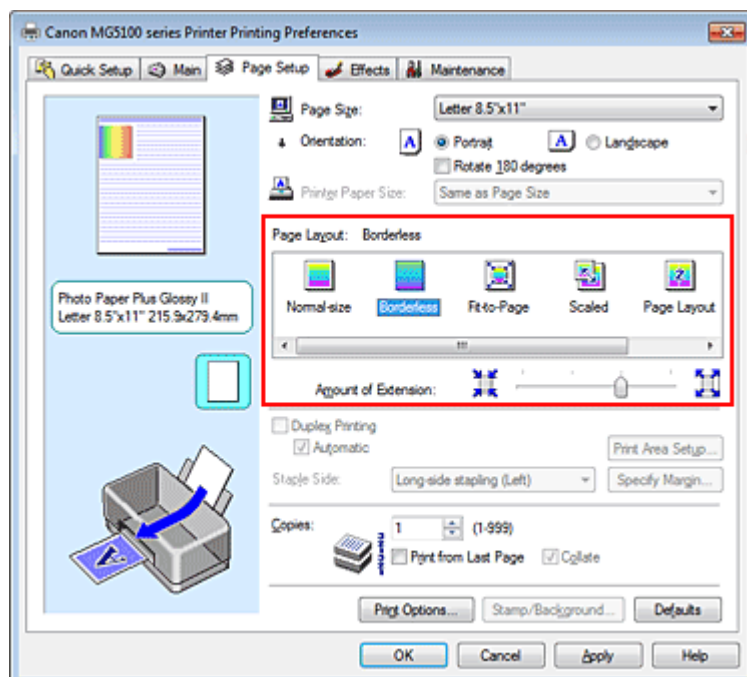 Canon MG5100 series Printer Printing Preferences
Quick Setup Main Page Setup Effects Maintenance
Page Size: Letter 8.5"x11"
Orientation: A Portrait A Landscape
Rotate 180 degrees
Printer Paper Size: Same as Page Size
Page Layout: Borderless
Normal-size Borderless Fit-to-Page Scaled Page Layout
Photo Paper Plus Glossy II
Letter 8.5"x11" 215.9x279.4mm
Amount of Extension:
Duplex Printing
Automatic
Print Area Setup...
Staple Side: Long-side stapling (Left) Specify Margin...
Copies: 1 (1-999)
Print from Last Page Collate
Print Options... Stamp/Background... Defaults
OK Cancel Apply Help